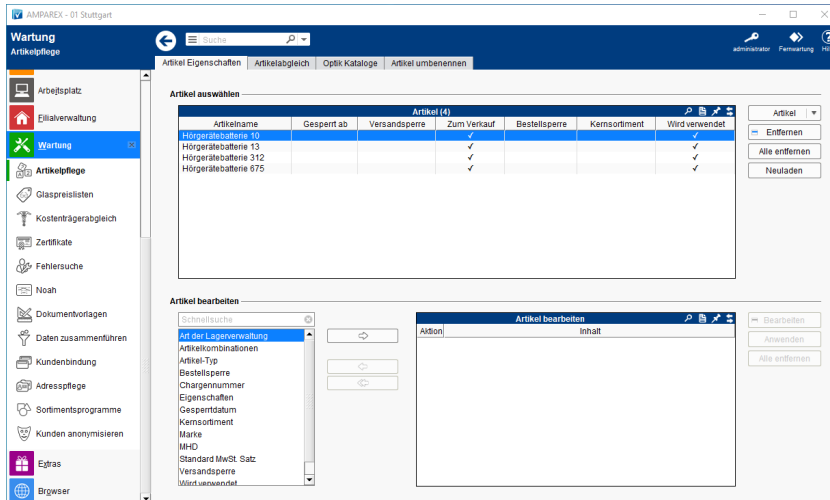 AMPAREX - 01 Stuttgart
Wartung
Artikelpflege
Suche
administrator
Fernwartung
Artikel Eigenschaften
Artikelabgleich
Optik Kataloge
Artikel umbenennen
Arbeitsplatz
Filialverwaltung
Wartung
Artikelpflege
Glaspreislisten
Kostenträgerabgleich
Zertifikate
Fehlersuche
Noah
Dokumentvorlagen
Daten zusammenführen
Kundenbindung
Adresspflege
Sortimentsprogramme
Kunden anonymisieren
Extras
Browser
Artikel auswählen
Artikel (4)
Artikelname Gesperrt ab Versandsperre Zum Verkauf Bestellsperre Kernsortiment Wird verwendet
Hörgerätebatterie 10 ✓ ✓
Hörgerätebatterie 13 ✓ ✓
Hörgerätebatterie 312 ✓ ✓
Hörgerätebatterie 675 ✓ ✓
Artikel
Entfernen
Alle entfernen
Neuladen
Artikel bearbeiten
Schnellsuche
Art der Lagerverwaltung
Artikelkombinationen
Artikel-Typ
Bestellsperre
Chargennummer
Eigenschaften
Gesperrtdatum
Kernsortiment
Marke
MHD
Standard MwSt. Satz
Versandsperre
Wird verwendet
Artikel bearbeiten
Aktion Inhalt
Bearbeiten
Anwenden
Alle entfernen